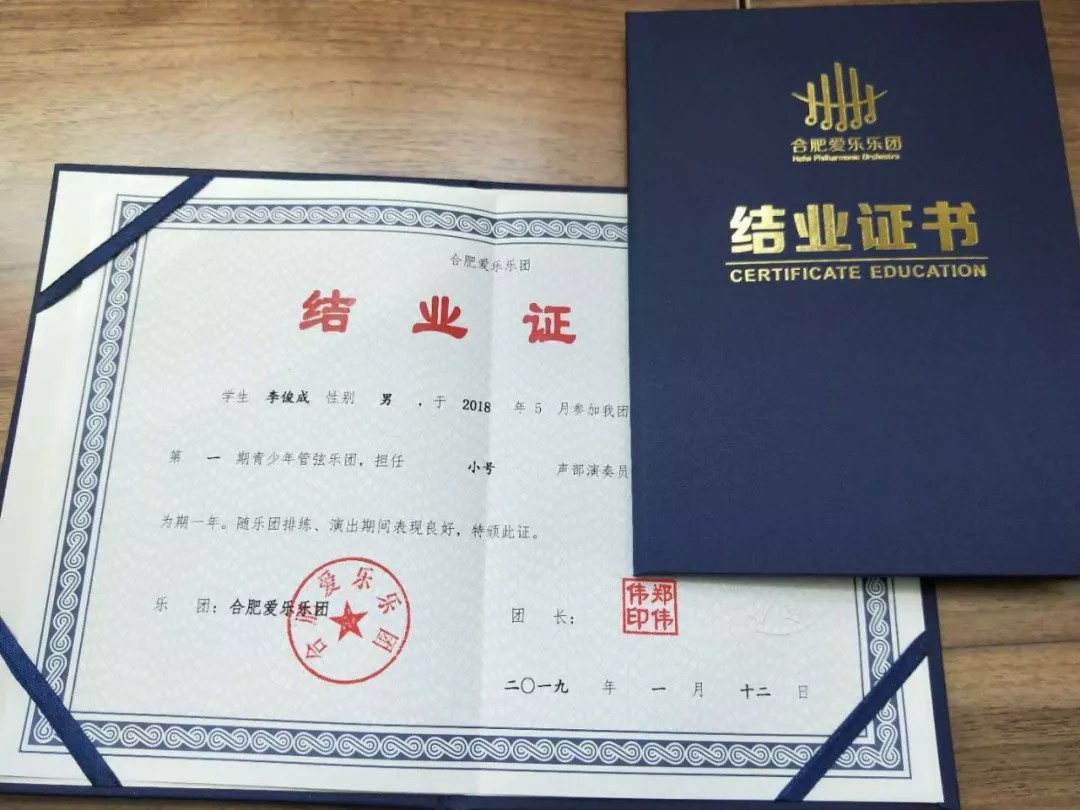 合肥爱乐乐团
结业证
学生 李俊成 性别 男 ,于 2018 年 5 月参加我团
第 一 期青少年管弦乐团,担任 小号 声部演奏员
为期一年。随乐团排练、演出期间表现良好,特颁此证。
乐 团:合肥爱乐乐团
团 长:
合肥爱乐乐团
郑伟伟印
二〇一九 年 一 月 十二 日
合肥爱乐乐团
Hefei Philharmonic Orchestra
结业证书
CERTIFICATE EDUCATION